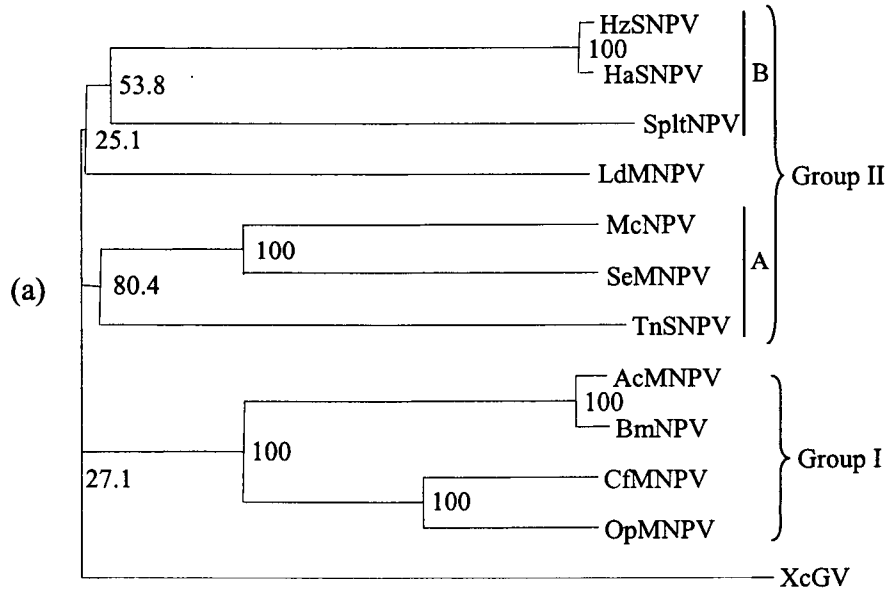 HzSNPV
100
HaSNPV
B
53.8
SpltNPV
25.1
LdMNPV
Group II
McNPV
100
A
SeMNPV
(a)
80.4
TnSNPV
AcMNPV
100
BmNPV
100
Group I
27.1
CfMNPV
100
OpMNPV
XcGV